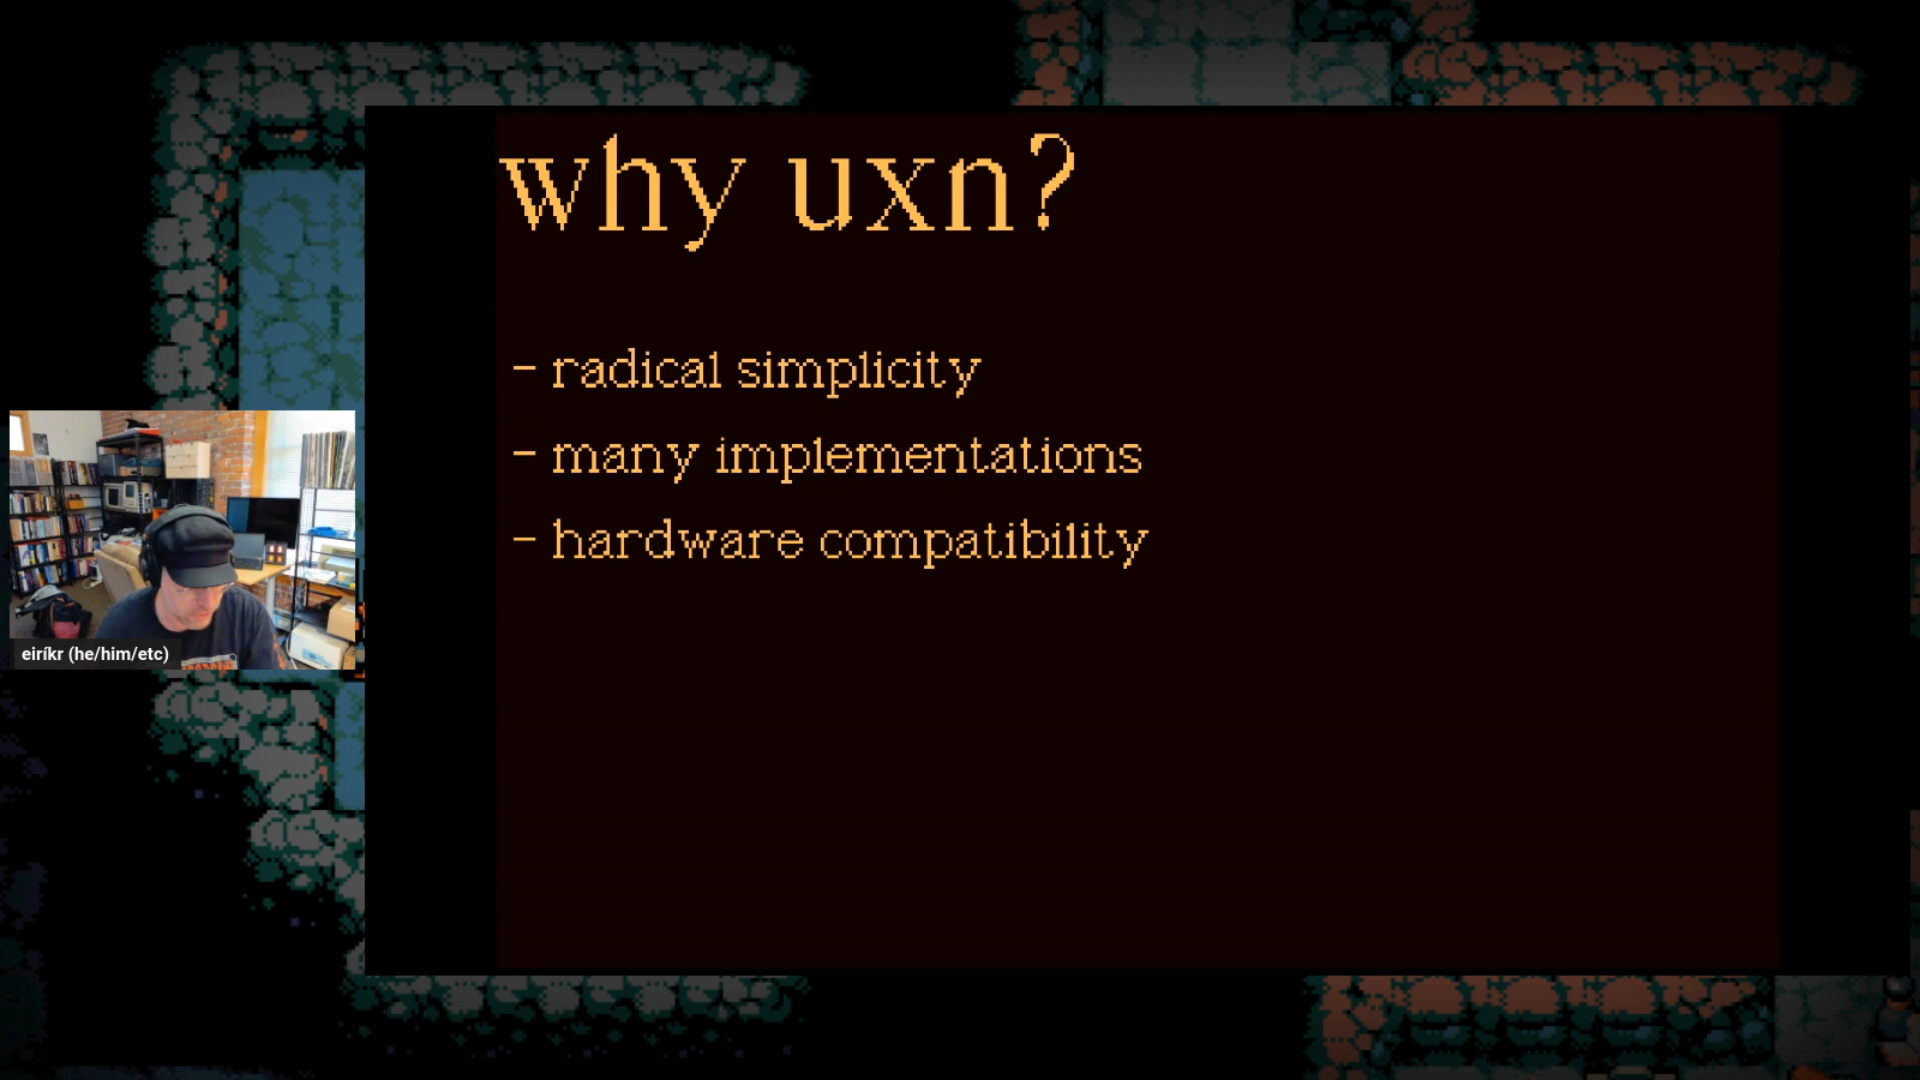 why uxn?
- radical simplicity
- many implementations
- hardware compatibility
eiríkr (he/him/etc)